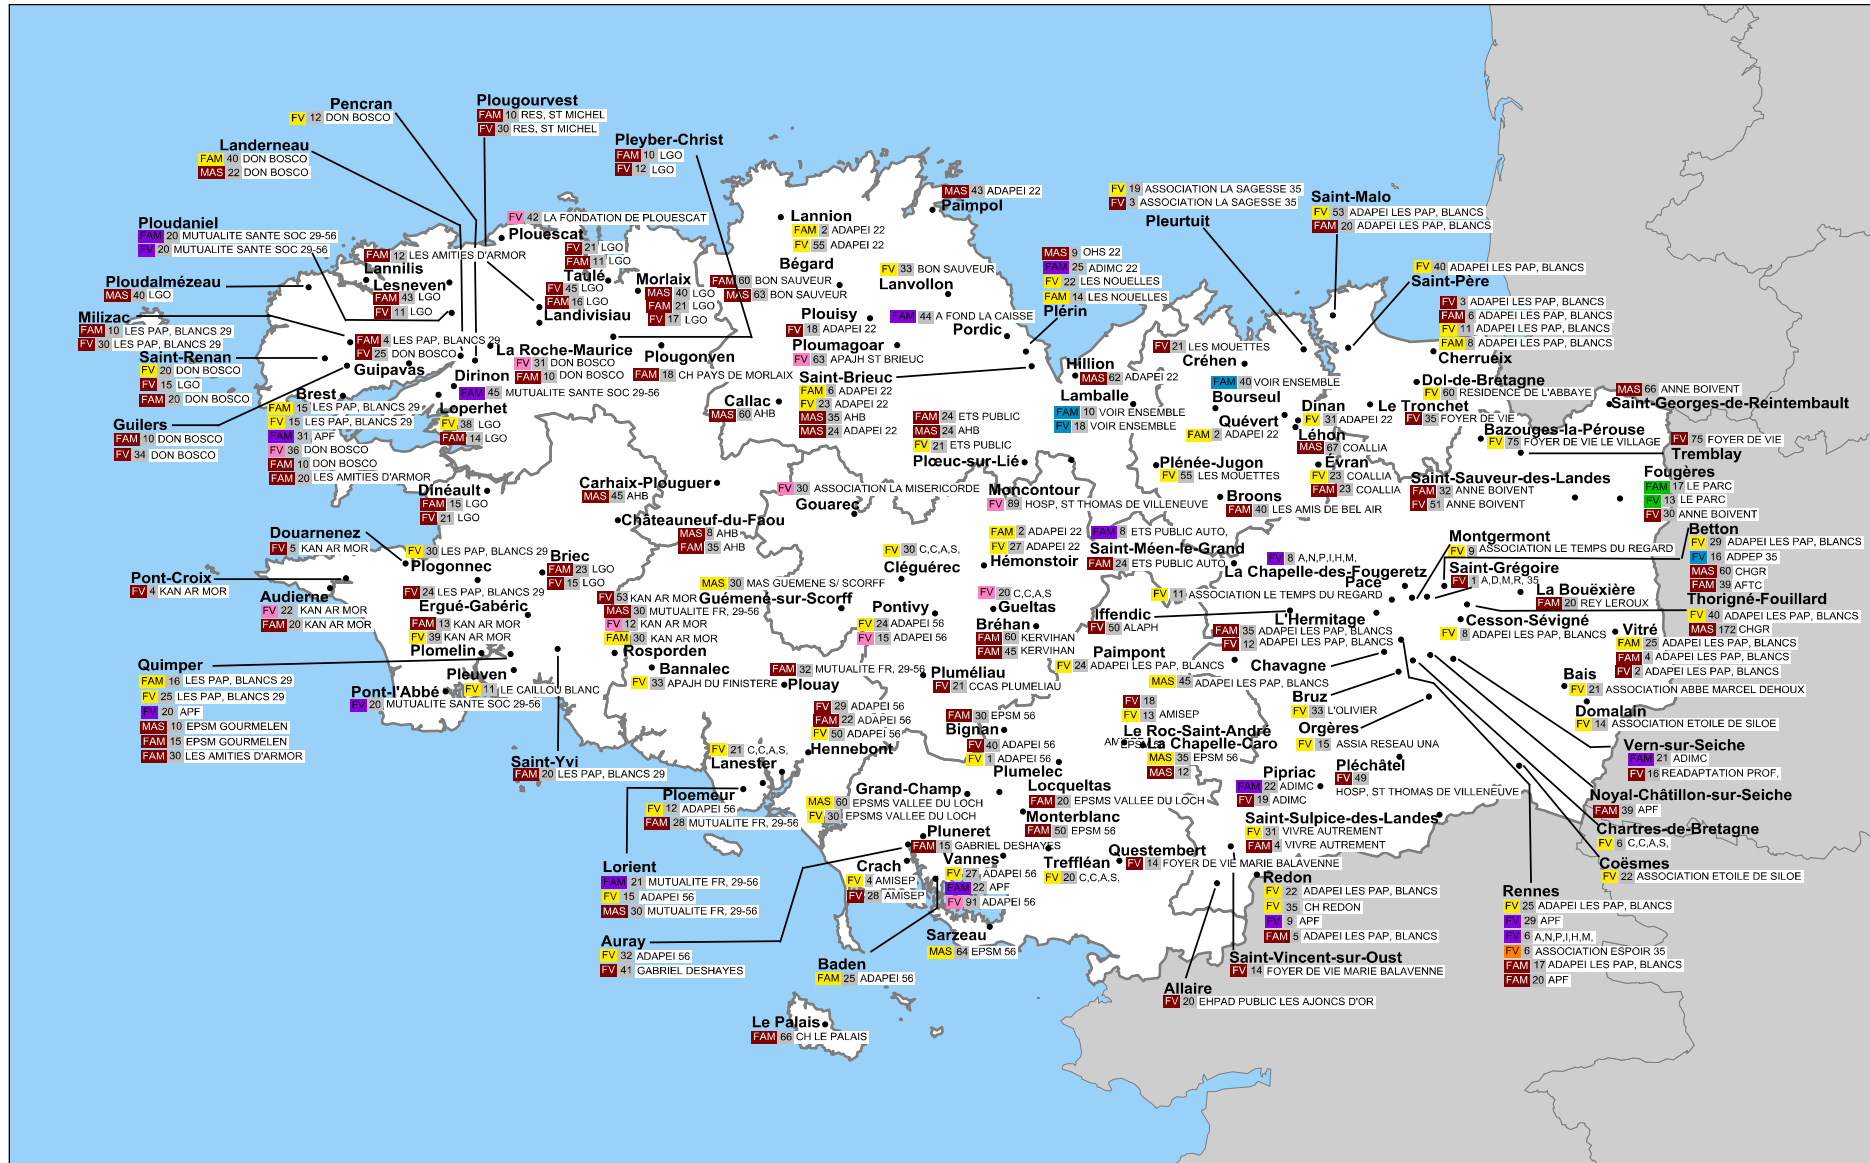 Pencran
FV 12 DON BOSCO
Plougourvest
FAM 10 RES, ST MICHEL
FV 30 RES, ST MICHEL
Landerneau
FAM 40 DON BOSCO
MAS 22 DON BOSCO
Pleyber-Christ
FAM 10 LGO
FV 12 LGO
Ploudaniel
FAM 20 MUTUALITE SANTE SOC 29-56
FV 20 MUTUALITE SANTE SOC 29-56
FV 42 LA FONDATION DE PLOUESCAT
Plouescat
FAM 12 LES AMITIES D'ARMOR
Lannilis
Lesneven
FAM 43 LGO
FV 11 LGO
FV 21 LGO
FAM 11 LGO
Taulé
FV 45 LGO
FAM 16 LGO
Landivisiau
Morlaix
MAS 40 LGO
FAM 21 LGO
FV 17 LGO
Ploudalmézeau
MAS 40 LGO
Milizac
FAM 10 LES PAP, BLANCS 29
FV 30 LES PAP, BLANCS 29
Saint-Renan
FV 20 DON BOSCO
FV 15 LGO
FAM 20 DON BOSCO
FAM 4 LES PAP, BLANCS 29
FV 25 DON BOSCO
Guipavas
La Roche-Maurice
FV 31 DON BOSCO
FAM 10 DON BOSCO
Plougonven
FAM 18 CH PAYS DE MORLAIX
Dirinon
FAM 45 MUTUALITE SANTE SOC 29-56
Loperhet
FV 38 LGO
FAM 14 LGO
Brest
FAM 15 LES PAP, BLANCS 29
FV 15 LES PAP, BLANCS 29
FAM 31 APF
FV 36 DON BOSCO
FAM 10 DON BOSCO
FAM 20 LES AMITIES D'ARMOR
Guilers
FAM 10 DON BOSCO
FV 34 DON BOSCO
MAS 43 ADAPEI 22
Paimpol
Lannion
FAM 2 ADAPEI 22
FV 55 ADAPEI 22
Bégard
FAM 60 BON SAUVEUR
MAS 63 BON SAUVEUR
FV 33 BON SAUVEUR
Lanvollon
Plouisy
FV 18 ADAPEI 22
FAM 44 A FOND LA CAISSE
Pordic
Ploumagoar
FV 63 APAJH ST BRIEUC
MAS 9 OHS 22
FAM 25 ADIMC 22
FV 22 LES NOUELLES
FAM 14 LES NOUELLES
Plérin
Saint-Brieuc
FAM 6 ADAPEI 22
FV 23 ADAPEI 22
MAS 35 AHB
MAS 24 ADAPEI 22
Callac
MAS 60 AHB
FAM 24 ETS PUBLIC
MAS 24 AHB
FV 21 ETS PUBLIC
Plœuc-sur-Lié
Hillion
MAS 62 ADAPEI 22
Lamballe
FAM 10 VOIR ENSEMBLE
FV 18 VOIR ENSEMBLE
FV 19 ASSOCIATION LA SAGESSE 35
FV 3 ASSOCIATION LA SAGESSE 35
Pleurtuit
Saint-Malo
FV 53 ADAPEI LES PAP, BLANCS
FAM 20 ADAPEI LES PAP, BLANCS
FV 40 ADAPEI LES PAP, BLANCS
Saint-Père
FV 3 ADAPEI LES PAP, BLANCS
FAM 6 ADAPEI LES PAP, BLANCS
FV 11 ADAPEI LES PAP, BLANCS
FAM 8 ADAPEI LES PAP, BLANCS
Cherrueix
FV 21 LES MOUETTES
Créhen
FAM 40 VOIR ENSEMBLE
Bourseul
Quévert
FAM 2 ADAPEI 22
Dinan
FV 31 ADAPEI 22
Léhon
MAS 67 COALLIA
Évran
FV 23 COALLIA
FAM 23 COALLIA
Dol-de-Bretagne
FV 60 RESIDENCE DE L'ABBAYE
Le Tronchet
FV 35 FOYER DE VIE
MAS 66 ANNE BOIVENT
Saint-Georges-de-Reintembault
Bazouges-la-Pérouse
FV 75 FOYER DE VIE LE VILLAGE
FV 75 FOYER DE VIE
Tremblay
Fougères
FAM 17 LE PARC
FV 13 LE PARC
FV 30 ANNE BOIVENT
Saint-Sauveur-des-Landes
FAM 32 ANNE BOIVENT
FV 51 ANNE BOIVENT
Plénée-Jugon
FV 55 LES MOUETTES
Broons
FAM 40 LES AMIS DE BEL AIR
Dinéault
FAM 15 LGO
FV 21 LGO
Carhaix-Plouguer
MAS 45 AHB
Châteauneuf-du-Faou
MAS 8 AHB
FAM 35 AHB
FV 30 ASSOCIATION LA MISERICORDE
Gouarec
Moncontour
FV 89 HOSP, ST THOMAS DE VILLENEUVE
FAM 2 ADAPEI 22
FV 27 ADAPEI 22
Hémonstoir
FV 30 C,C,A,S,
Cléguérec
FAM 8 ETS PUBLIC AUTO,
Saint-Méen-le-Grand
FAM 24 ETS PUBLIC AUTO,
FV 8 A,N,P,I,H,M,
La Chapelle-des-Fougeretz
Montgermont
FV 9 ASSOCIATION LE TEMPS DU REGARD
Saint-Grégoire
FV 1 A,D,M,R, 35
Betton
FV 29 ADAPEI LES PAP, BLANCS
FV 16 ADPEP 35
MAS 60 CHGR
FAM 39 AFTC
Pace
FV 11 ASSOCIATION LE TEMPS DU REGARD
La Bouëxière
FAM 20 REY LEROUX
Thorigné-Fouillard
FV 40 ADAPEI LES PAP, BLANCS
MAS 172 CHGR
Cesson-Sévigné
FV 8 ADAPEI LES PAP, BLANCS
Vitré
FAM 25 ADAPEI LES PAP, BLANCS
FAM 4 ADAPEI LES PAP, BLANCS
FV 2 ADAPEI LES PAP, BLANCS
Douarnenez
FV 5 KAN AR MOR
FV 30 LES PAP, BLANCS 29
Plogonnec
Briec
FAM 23 LGO
FV 15 LGO
Pont-Croix
FV 4 KAN AR MOR
Audierne
FV 22 KAN AR MOR
FAM 20 KAN AR MOR
FV 24 LES PAP, BLANCS 29
Ergué-Gabéric
FAM 13 KAN AR MOR
FV 39 KAN AR MOR
Plomelin
FV 53 KAN AR MOR
MAS 30 MUTUALITE FR, 29-56
FV 12 KAN AR MOR
FAM 30 KAN AR MOR
Rosporden
MAS 30 MAS GUEMENE S/ SCORFF
Guémené-sur-Scorff
Pontivy
FV 24 ADAPEI 56
FV 15 ADAPEI 56
FV 20 C,C,A,S
Gueltas
Bréhan
FAM 60 KERVIHAN
FAM 45 KERVIHAN
Iffendic
FV 50 ALAPH
L'Hermitage
FAM 35 ADAPEI LES PAP, BLANCS
FV 12 ADAPEI LES PAP, BLANCS
Paimpont
FV 24 ADAPEI LES PAP, BLANCS
Chavagne
MAS 45 ADAPEI LES PAP, BLANCS
Bruz
FV 33 L'OLIVIER
Orgères
FV 15 ASSIA RESEAU UNA
Bais
FV 21 ASSOCIATION ABBE MARCEL DEHOUX
Domalain
FV 14 ASSOCIATION ETOILE DE SILOE
Vern-sur-Seiche
FAM 21 ADIMC
FV 16 READAPTATION PROF,
Quimper
FAM 16 LES PAP, BLANCS 29
FV 25 LES PAP, BLANCS 29
FV 20 APF
MAS 10 EPSM GOURMELEN
FAM 15 EPSM GOURMELEN
FAM 30 LES AMITIES D'ARMOR
Pleuven
FV 11 LE CAILLOU BLANC
Pont-l'Abbé
FV 20 MUTUALITE SANTE SOC 29-56
Bannalec
FV 33 APAJH DU FINISTERE
FAM 32 MUTUALITE FR, 29-56
Plouay
Pluméliau
FV 21 CCAS PLUMELIAU
FV 29 ADAPEI 56
FAM 22 ADAPEI 56
FV 50 ADAPEI 56
Hennebont
FAM 30 EPSM 56
Bignan
FV 40 ADAPEI 56
FV 1 ADAPEI 56
Plumelec
FV 18
FV 13 AMISEP
Le Roc-Saint-André
La Chapelle-Caro
MAS 35 EPSM 56
MAS 12
Saint-Yvi
FAM 20 LES PAP, BLANCS 29
FV 21 C,C,A,S,
Lanester
Ploemeur
FV 12 ADAPEI 56
FAM 28 MUTUALITE FR, 29-56
Grand-Champ
MAS 60 EPSMS VALLEE DU LOCH
FV 30 EPSMS VALLEE DU LOCH
Locqueltas
FAM 20 EPSMS VALLEE DU LOCH
Monterblanc
FAM 50 EPSM 56
Pipriac
FAM 22 ADIMC
FV 19 ADIMC
Pléchâtel
FV 49
HOSP, ST THOMAS DE VILLENEUVE
Noyal-Châtillon-sur-Seiche
FAM 39 APF
Saint-Sulpice-des-Landes
FV 31 VIVRE AUTREMENT
FAM 4 VIVRE AUTREMENT
Chartres-de-Bretagne
FV 6 C,C,A,S,
Coësmes
FV 22 ASSOCIATION ETOILE DE SILOE
Pluneret
FAM 15 GABRIEL DESHAYES
Lorient
FAM 21 MUTUALITE FR, 29-56
FV 15 ADAPEI 56
MAS 30 MUTUALITE FR, 29-56
Crach
FV 4 AMISEP
FV 28 AMISEP
Vannes
FV 27 ADAPEI 56
FAM 22 APF
FV 91 ADAPEI 56
Treffléan
FV 20 C,C,A,S,
Questembert
FV 14 FOYER DE VIE MARIE BALAVENNE
Redon
FV 22 ADAPEI LES PAP, BLANCS
FV 35 CH REDON
FV 9 APF
FAM 5 ADAPEI LES PAP, BLANCS
Rennes
FV 25 ADAPEI LES PAP, BLANCS
FV 29 APF
FV 6 A,N,P,I,H,M,
FV 6 ASSOCIATION ESPOIR 35
FAM 17 ADAPEI LES PAP, BLANCS
FAM 20 APF
Auray
FV 32 ADAPEI 56
FV 41 GABRIEL DESHAYES
Sarzeau
MAS 64 EPSM 56
Baden
FAM 25 ADAPEI 56
Saint-Vincent-sur-Oust
FV 14 FOYER DE VIE MARIE BALAVENNE
Allaire
FV 20 EHPAD PUBLIC LES AJONCS D'OR
Le Palais
FAM 66 CH LE PALAIS